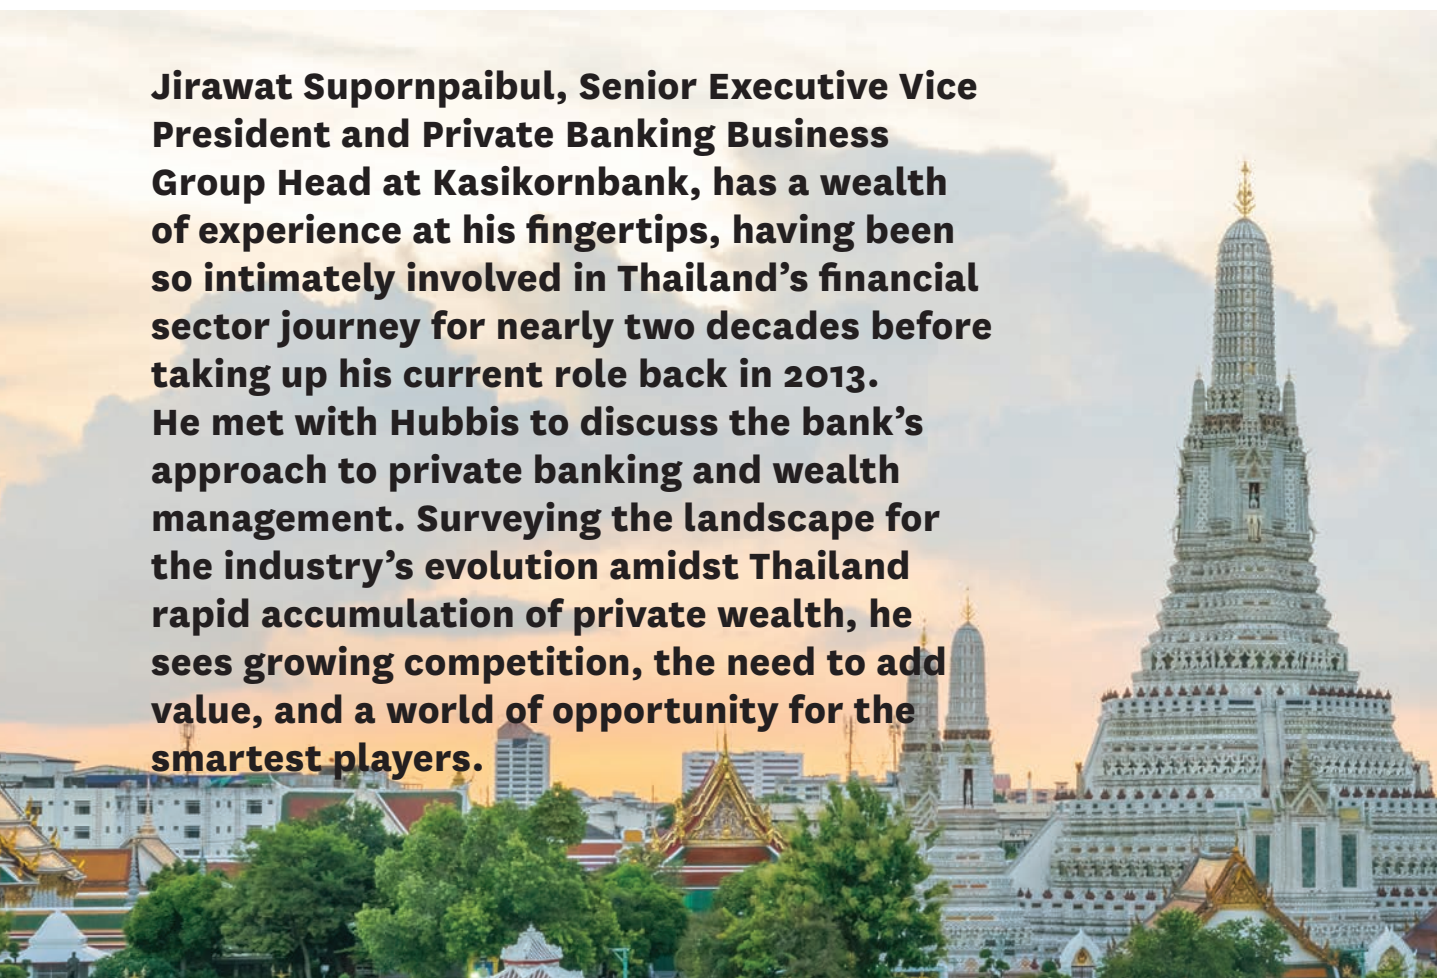 Jirawat Supornpaibul, Senior Executive Vice
President and Private Banking Business
Group Head at Kasikornbank, has a wealth
of experience at his fingertips, having been
so intimately involved in Thailand’s financial
sector journey for nearly two decades before
taking up his current role back in 2013.
He met with Hubbis to discuss the bank’s
approach to private banking and wealth
management. Surveying the landscape for
the industry’s evolution amidst Thailand
rapid accumulation of private wealth, he
sees growing competition, the need to add
value, and a world of opportunity for the
smartest players.